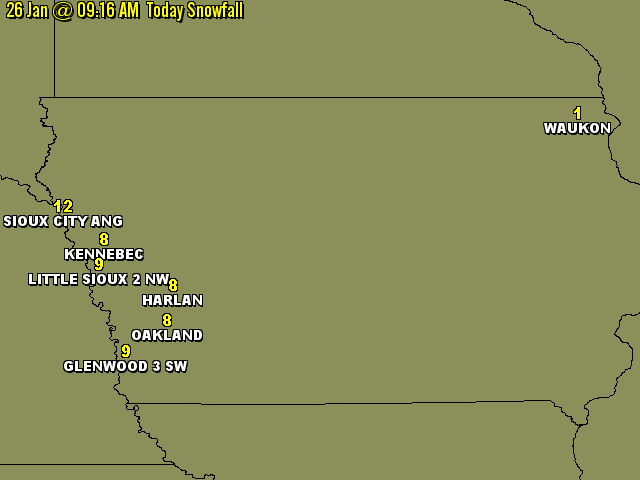 26 Jan @ 09:16 AM Today Snowfall
1
WAUKON
12
SIOUX CITY ANG
8
KENNEBEC
9
LITTLE SIOUX 2 NW
8
HARLAN
8
OAKLAND
9
GLENWOOD 3 SW